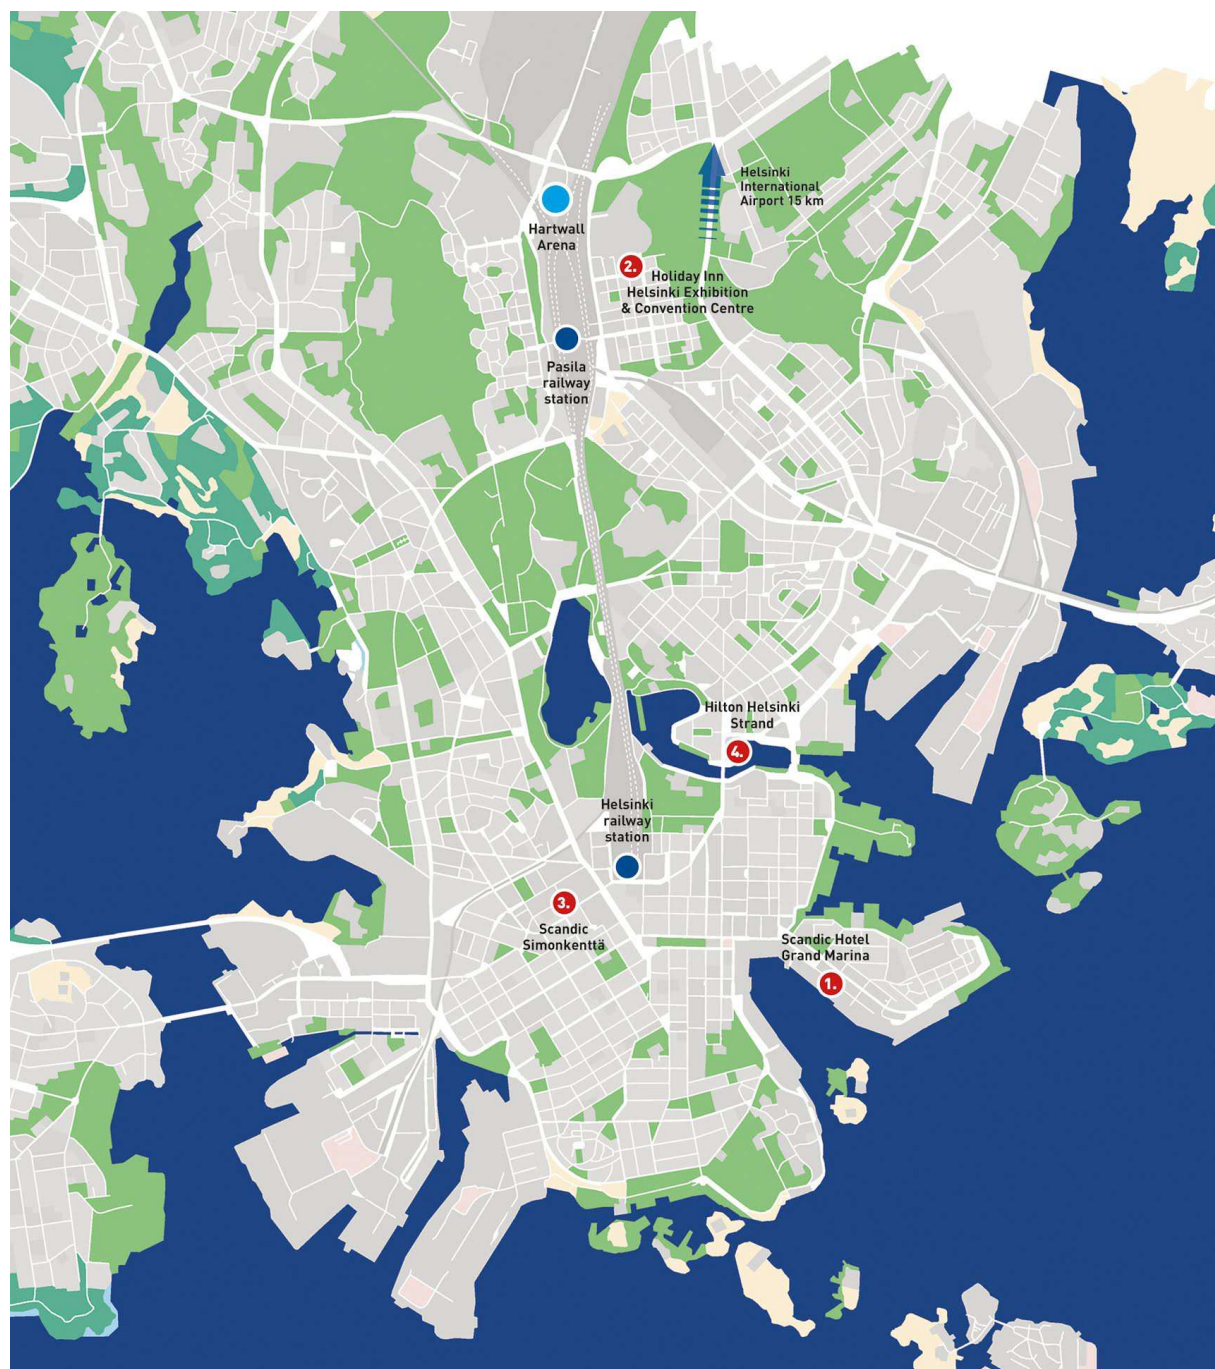 Helsinki
International
Airport 15 km
Hartwall
Arena
2.
Holiday Inn
Helsinki Exhibition
& Convention Centre
Pasila
railway
station
Hilton Helsinki
Strand
4.
Helsinki
railway
station
3.
Scandic
Simonkenttä
Scandic Hotel
Grand Marina
1.